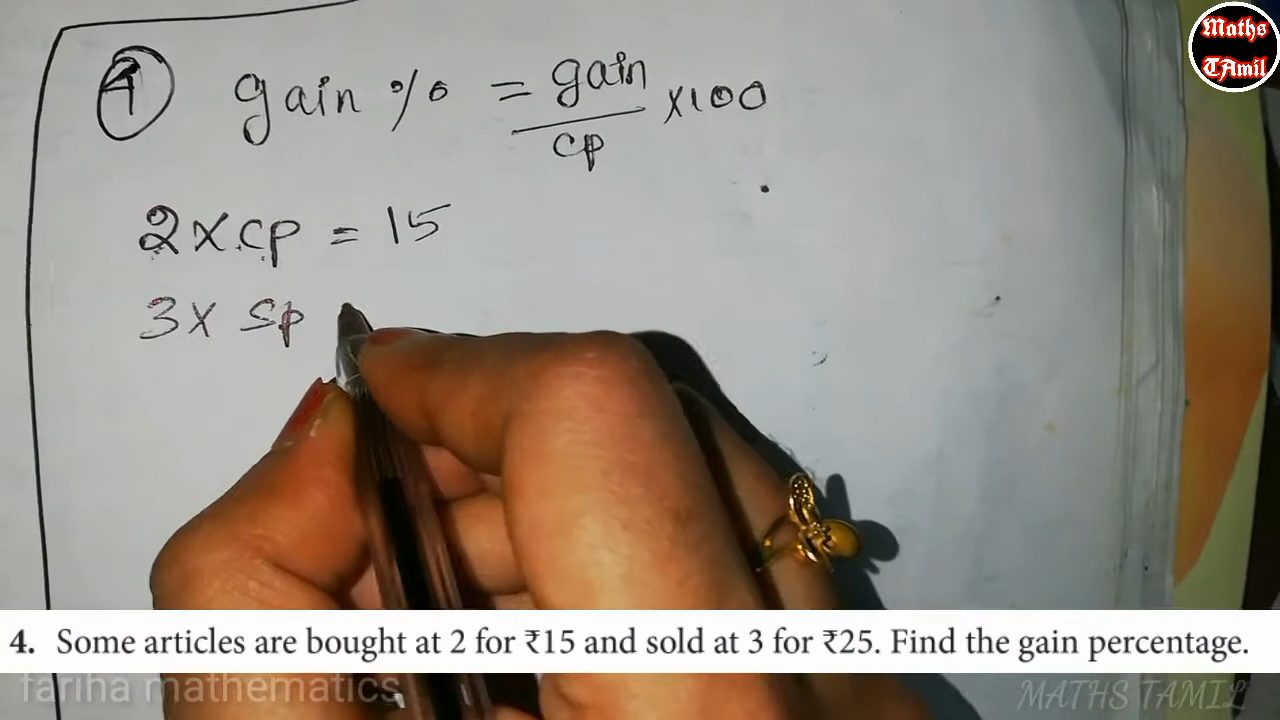 Maths
TAmil
4 gain % = gain/cp ×100
2 × cp = 15
3 × Sp
4. Some articles are bought at 2 for ₹15 and sold at 3 for ₹25. Find the gain percentage.
fariha mathematics
MATHS TAMIL